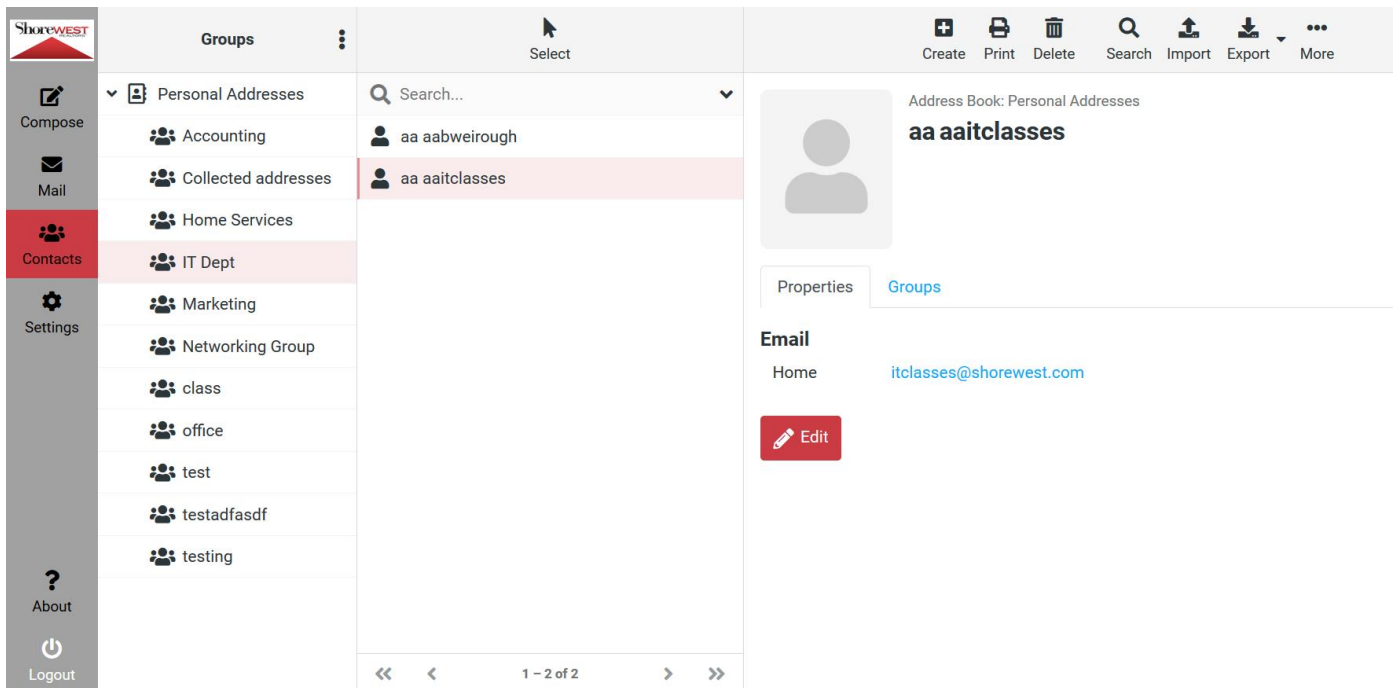 Shorewest
REALTORS
Compose
Mail
Contacts
Settings
About
Logout
Groups
Personal Addresses
Accounting
Collected addresses
Home Services
IT Dept
Marketing
Networking Group
class
office
test
testadfasdf
testing
Select
Search...
aa aabweirough
aa aaitclasses
1 – 2 of 2
Create Print Delete Search Import Export More
Address Book: Personal Addresses
aa aaitclasses
Properties Groups
Email
Home itclasses@shorewest.com
Edit